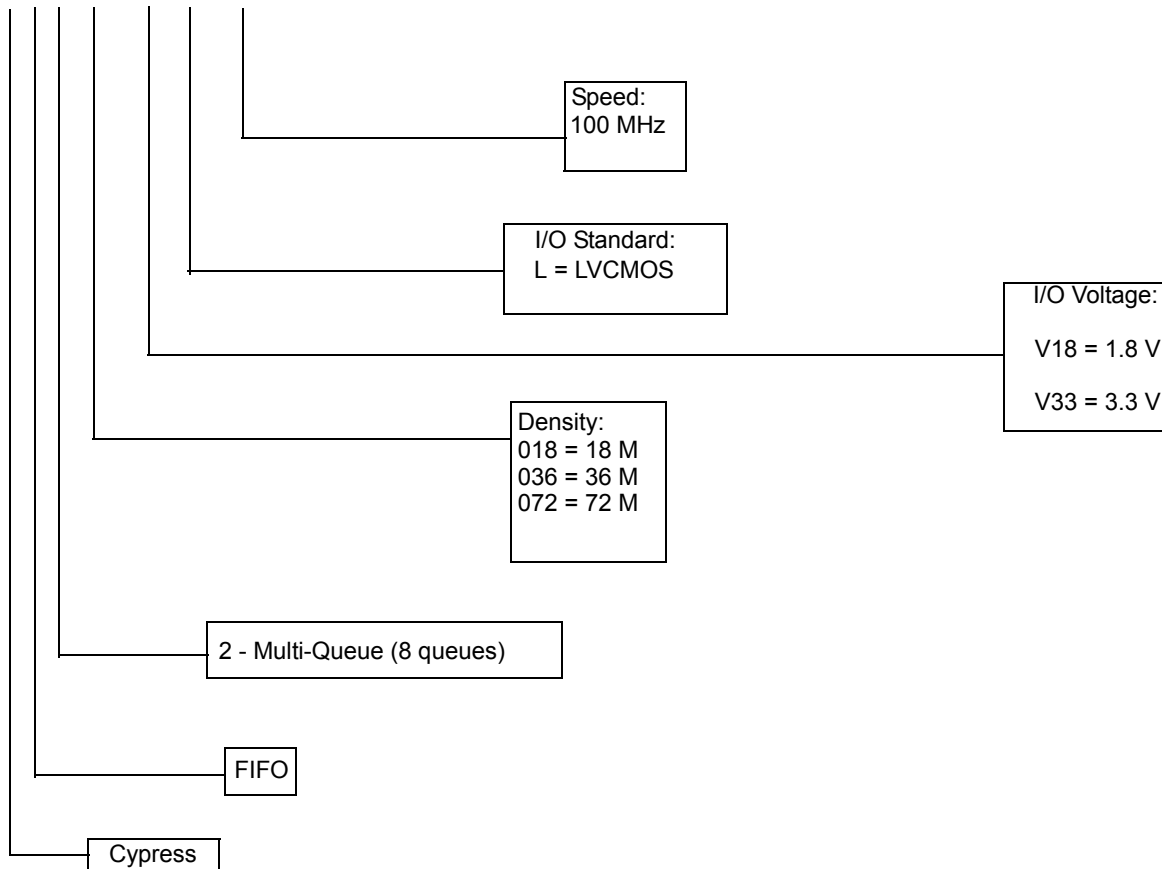 Speed:
100 MHz
I/O Standard:
L = LVCMOS
I/O Voltage:
V18 = 1.8 V
V33 = 3.3 V
Density:
018 = 18 M
036 = 36 M
072 = 72 M
2 - Multi-Queue (8 queues)
FIFO
Cypress